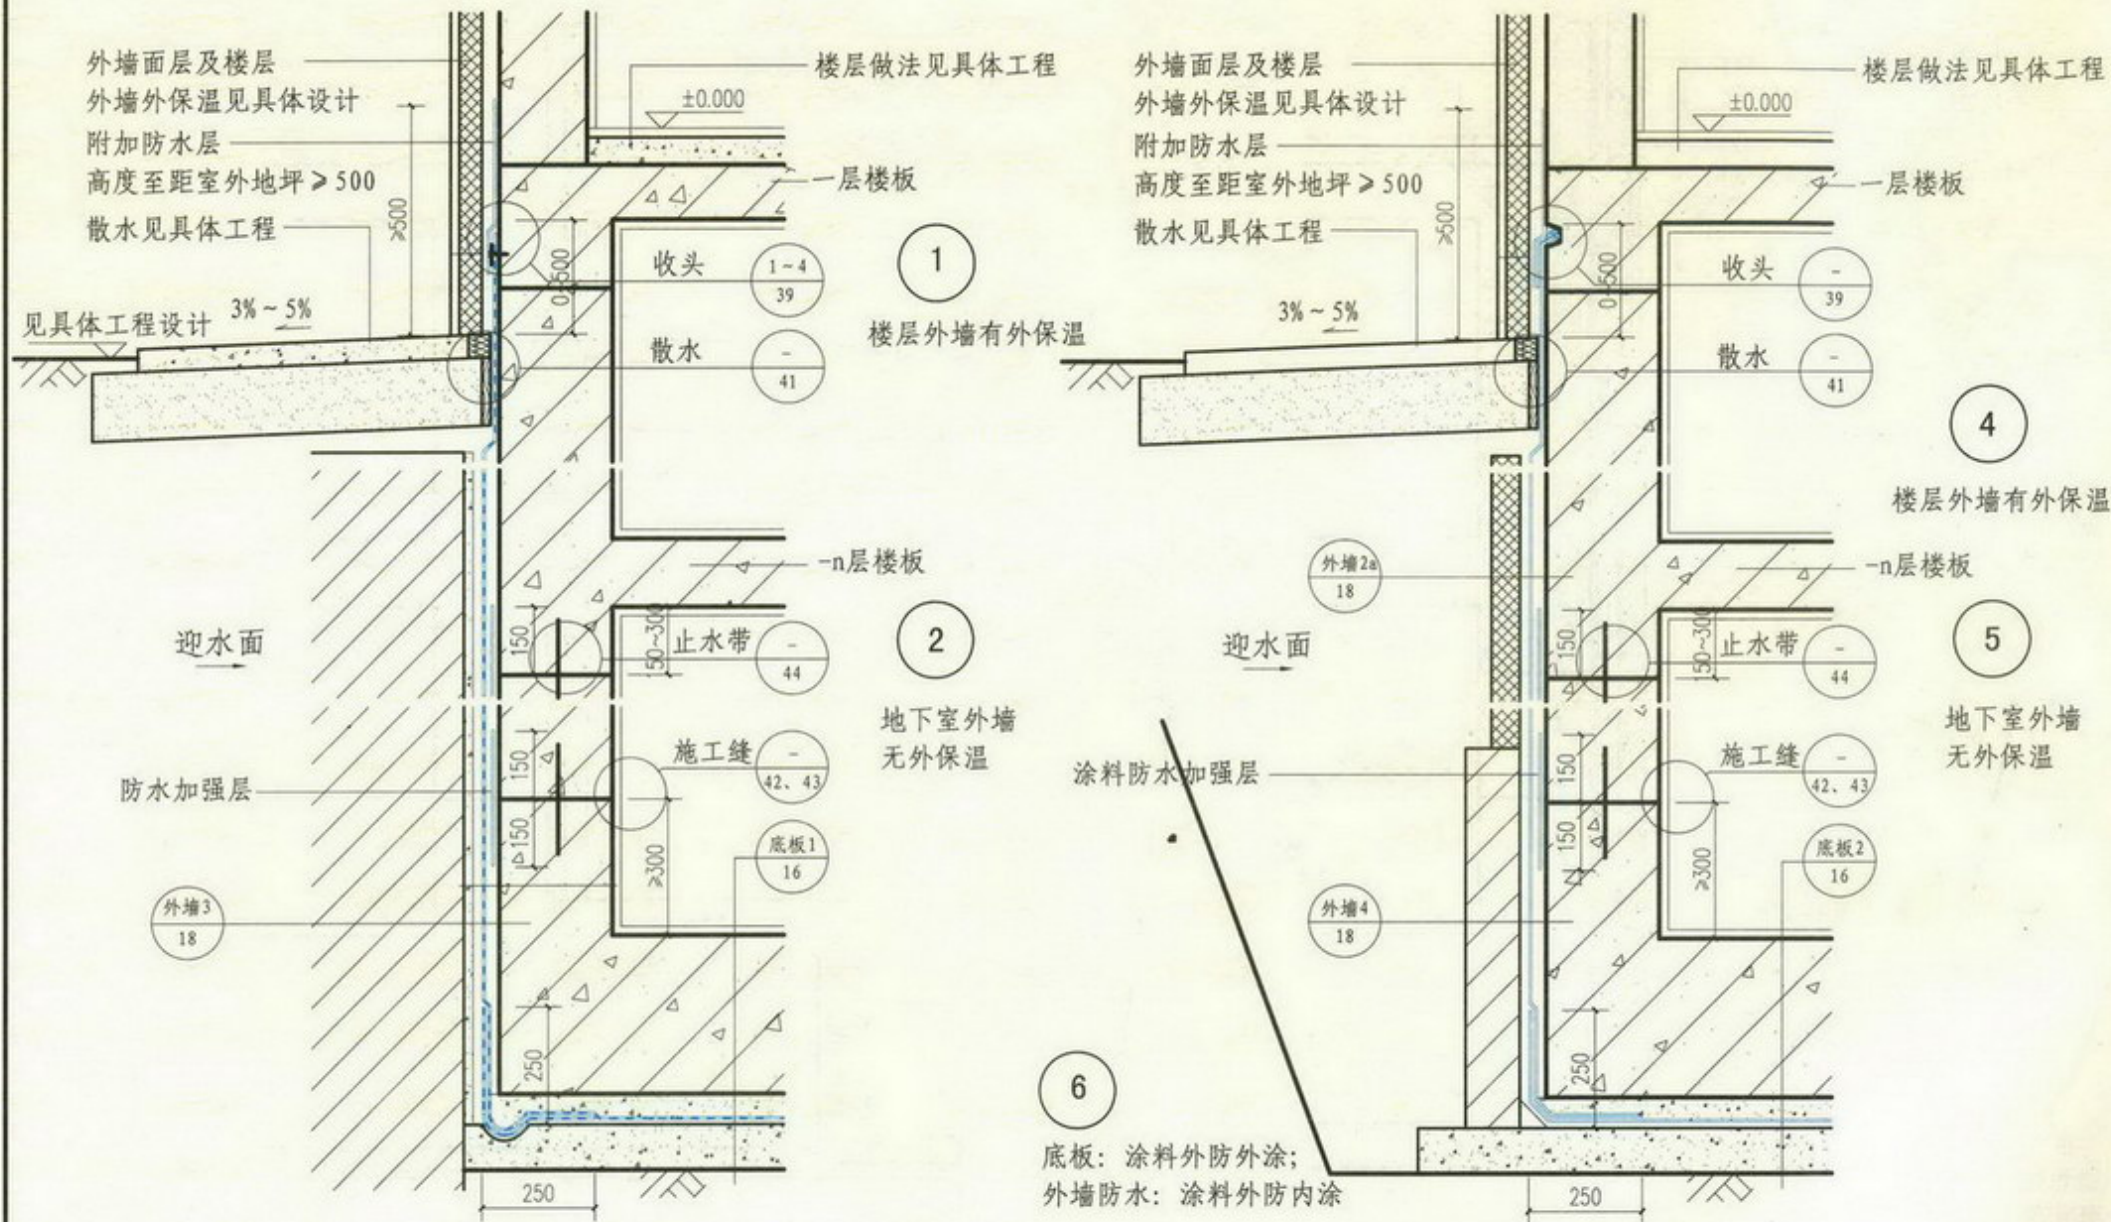 外墙面层及楼层
外墙外保温见具体设计
附加防水层
高度至距室外地坪≥500
散水见具体工程
见具体工程设计
3%～5%
≥500
楼层做法见具体工程
±0.000
一层楼板
0~500
收头
1～4
39
散水
-
41
1
楼层外墙有外保温
-n层楼板
迎水面
150
150~300
止水带
-
44
2
地下室外墙
无外保温
防水加强层
150
150
施工缝
-
42、43
≥300
底板1
16
外墙3
18
250
250
外墙面层及楼层
外墙外保温见具体设计
附加防水层
高度至距室外地坪≥500
散水见具体工程
3%～5%
≥500
楼层做法见具体工程
±0.000
一层楼板
0~500
收头
-
39
散水
-
41
4
楼层外墙有外保温
外墙2a
18
-n层楼板
迎水面
150
150~300
止水带
-
44
5
地下室外墙
无外保温
涂料防水加强层
150
150
施工缝
-
42、43
≥300
底板2
16
外墙4
18
250
250
6
底板：涂料外防外涂；
外墙防水：涂料外防内涂